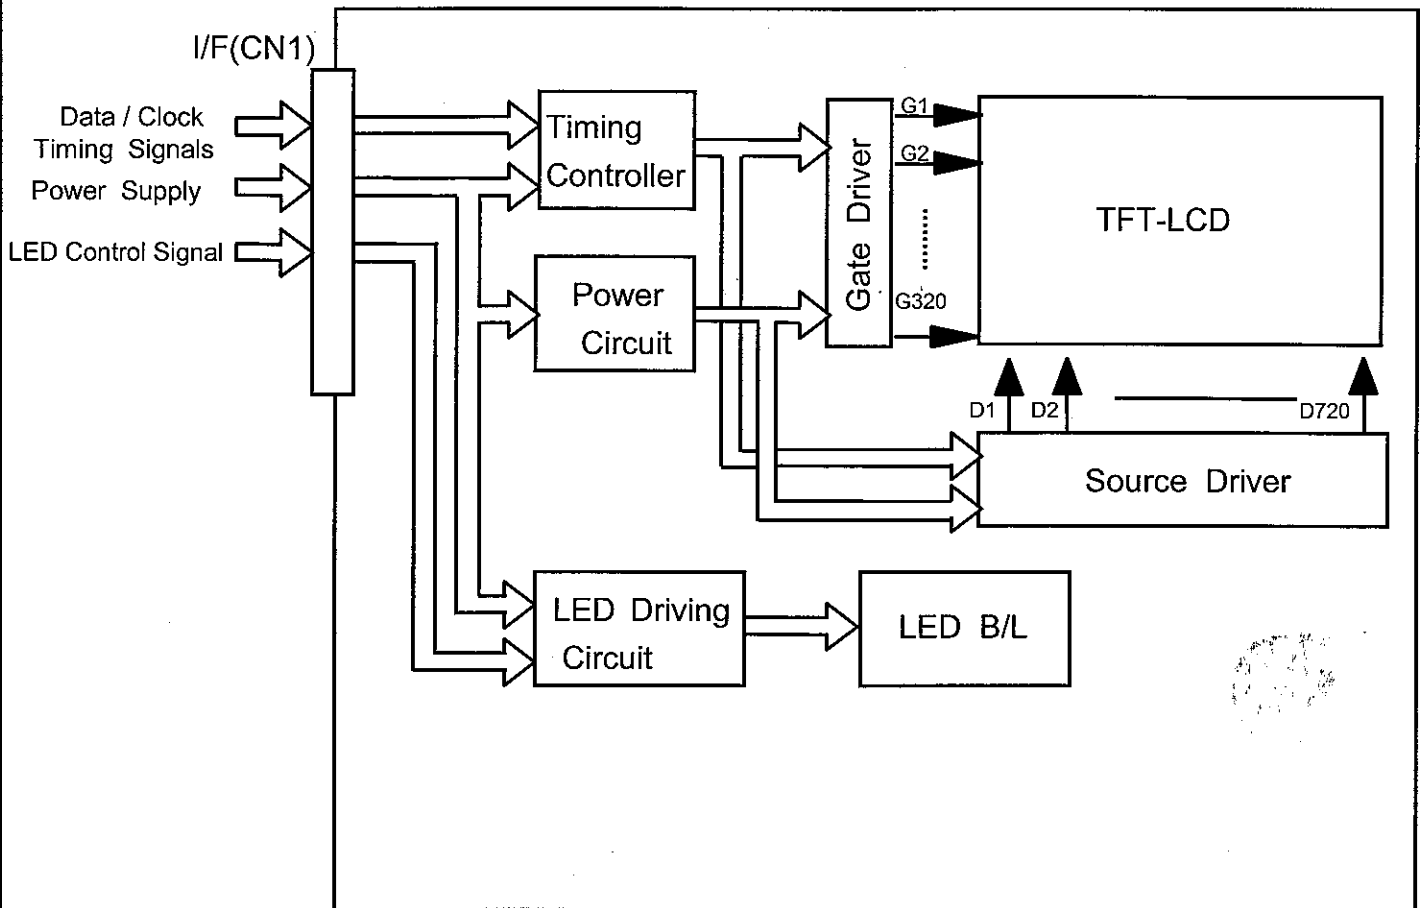 I/F(CN1)
Data / Clock
Timing Signals
Power Supply
LED Control Signal
Timing
Controller
Power
Circuit
Gate Driver
G1
G2
G320
TFT-LCD
D1
D2
D720
Source Driver
LED Driving
Circuit
LED B/L